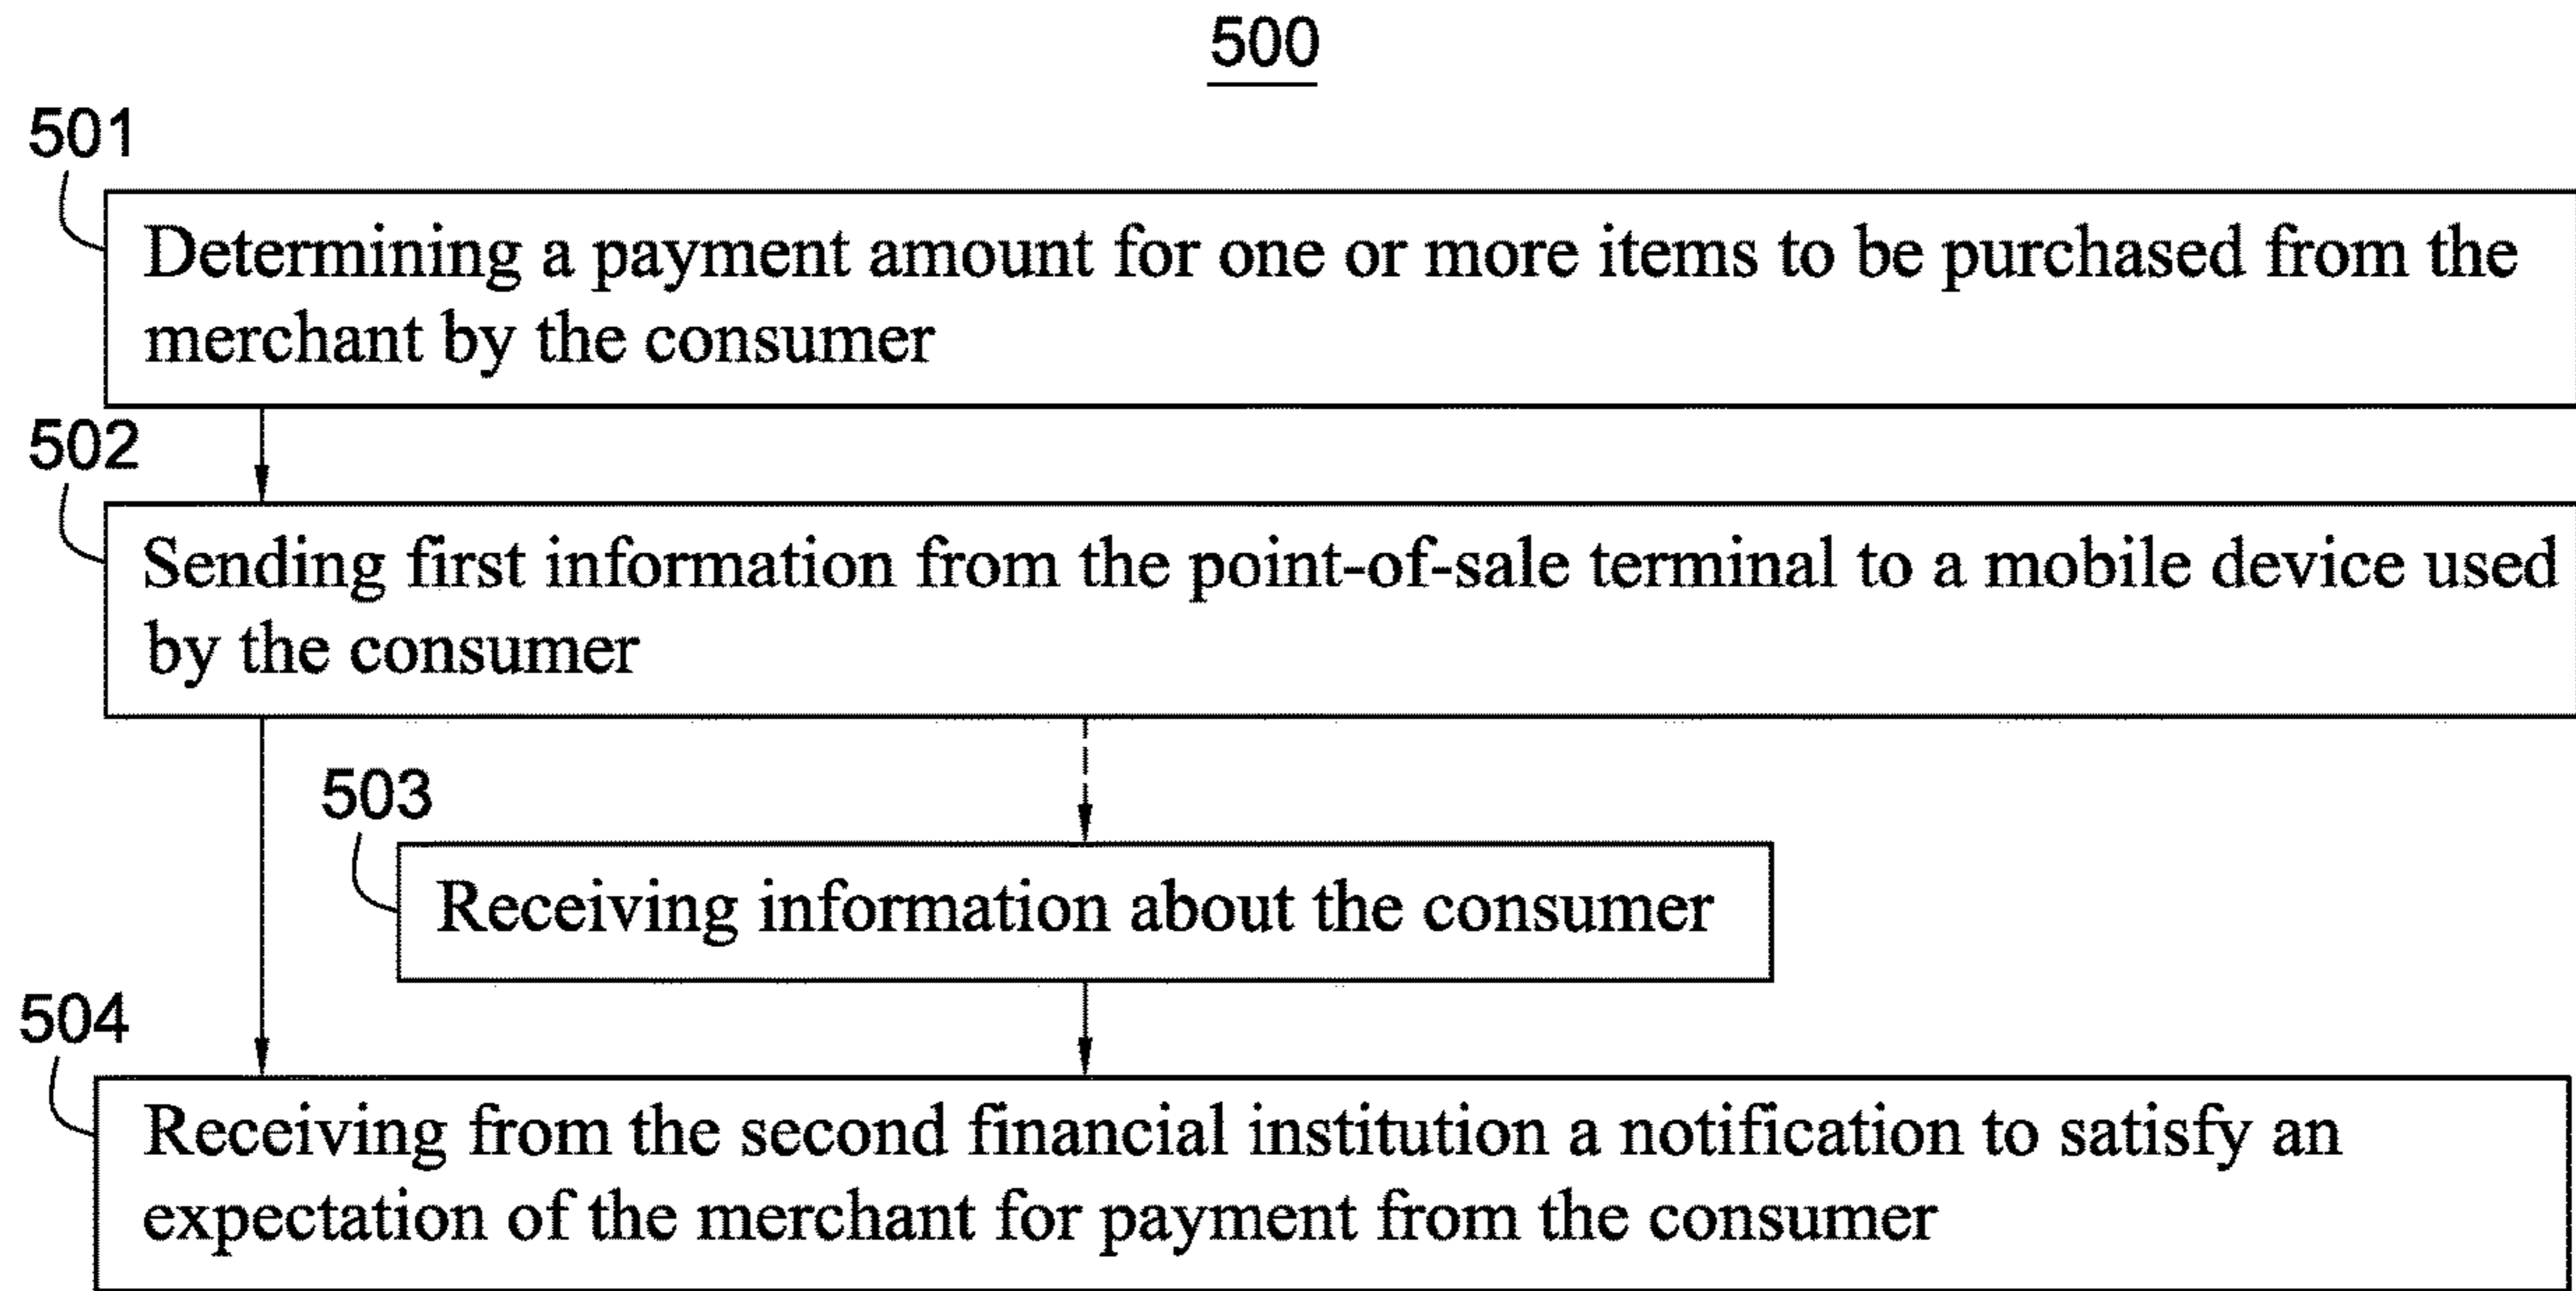 500
501
Determining a payment amount for one or more items to be purchased from the
merchant by the consumer
502
Sending first information from the point-of-sale terminal to a mobile device used
by the consumer
503
Receiving information about the consumer
504
Receiving from the second financial institution a notification to satisfy an
expectation of the merchant for payment from the consumer